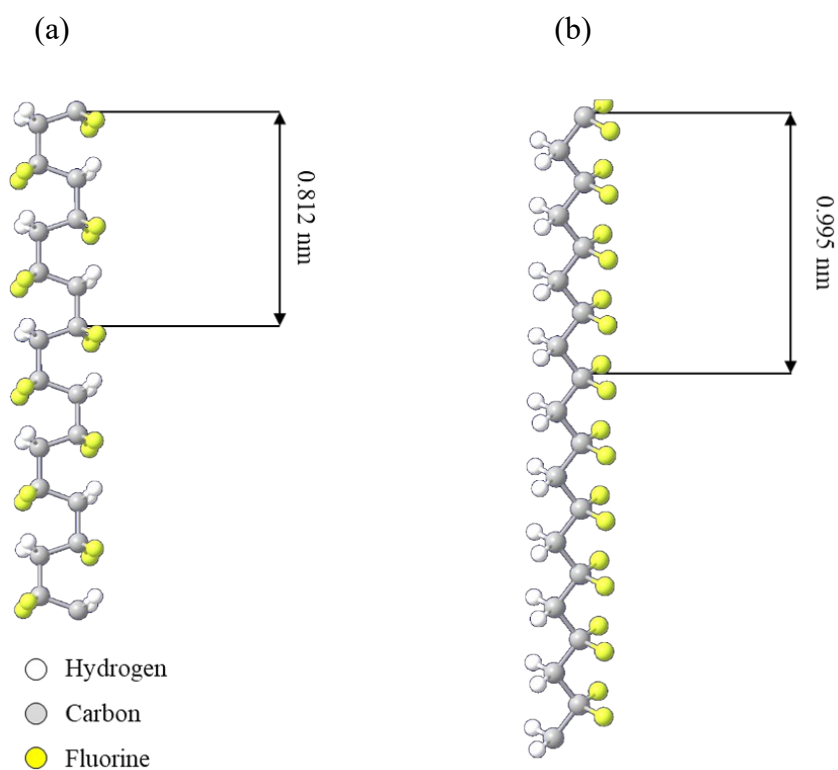 (a)
(b)
0.812 nm
0.995 nm
Hydrogen
Carbon
Fluorine